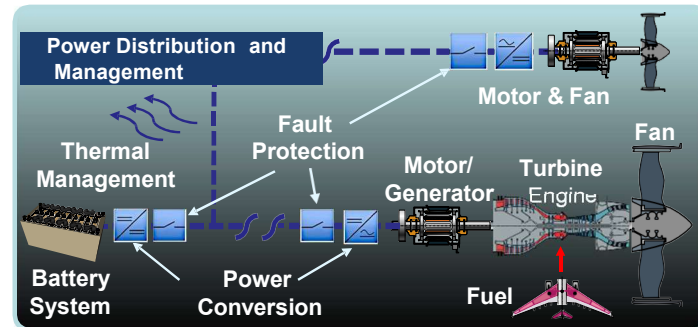 Power Distribution and
Management
Motor & Fan
Fault
Protection
Fan
Thermal
Management
Motor/
Generator
Turbine
Engine
Battery
System
Power
Conversion
Fuel